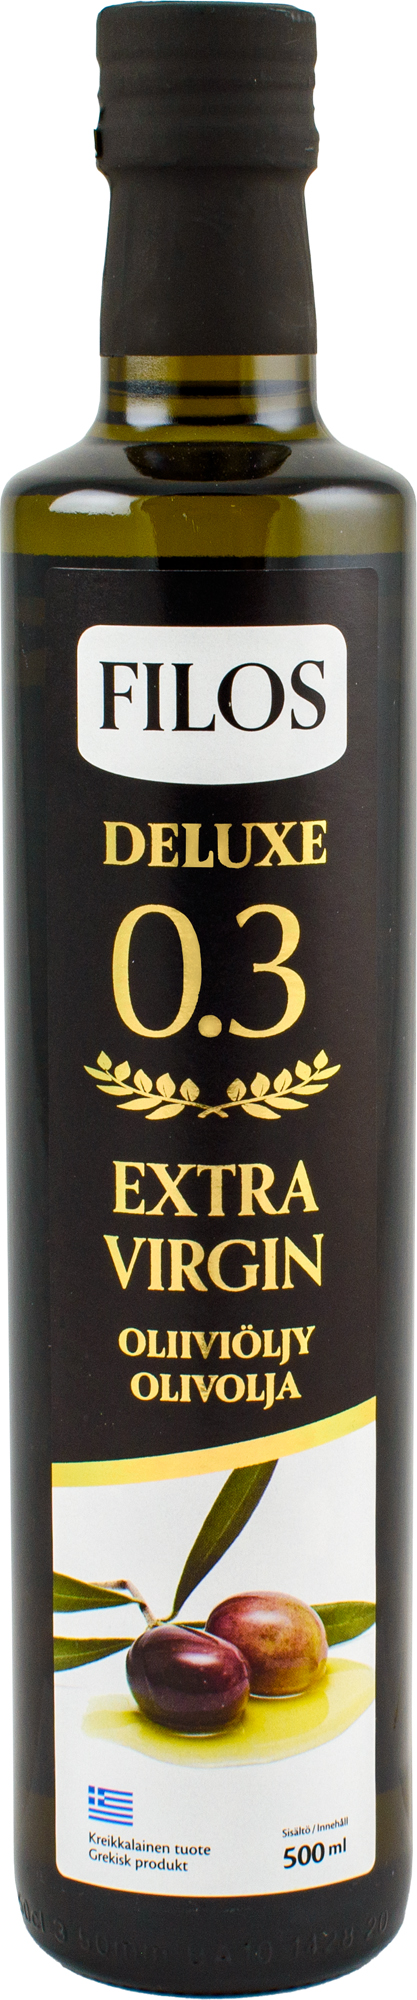 FILOS
DELUXE
0.3
EXTRA
VIRGIN
OLIIVIÖLJY
OLIVOLJA
Kreikkalainen tuote
Grekisk produkt
Sisältö/Innehåll
500 ml